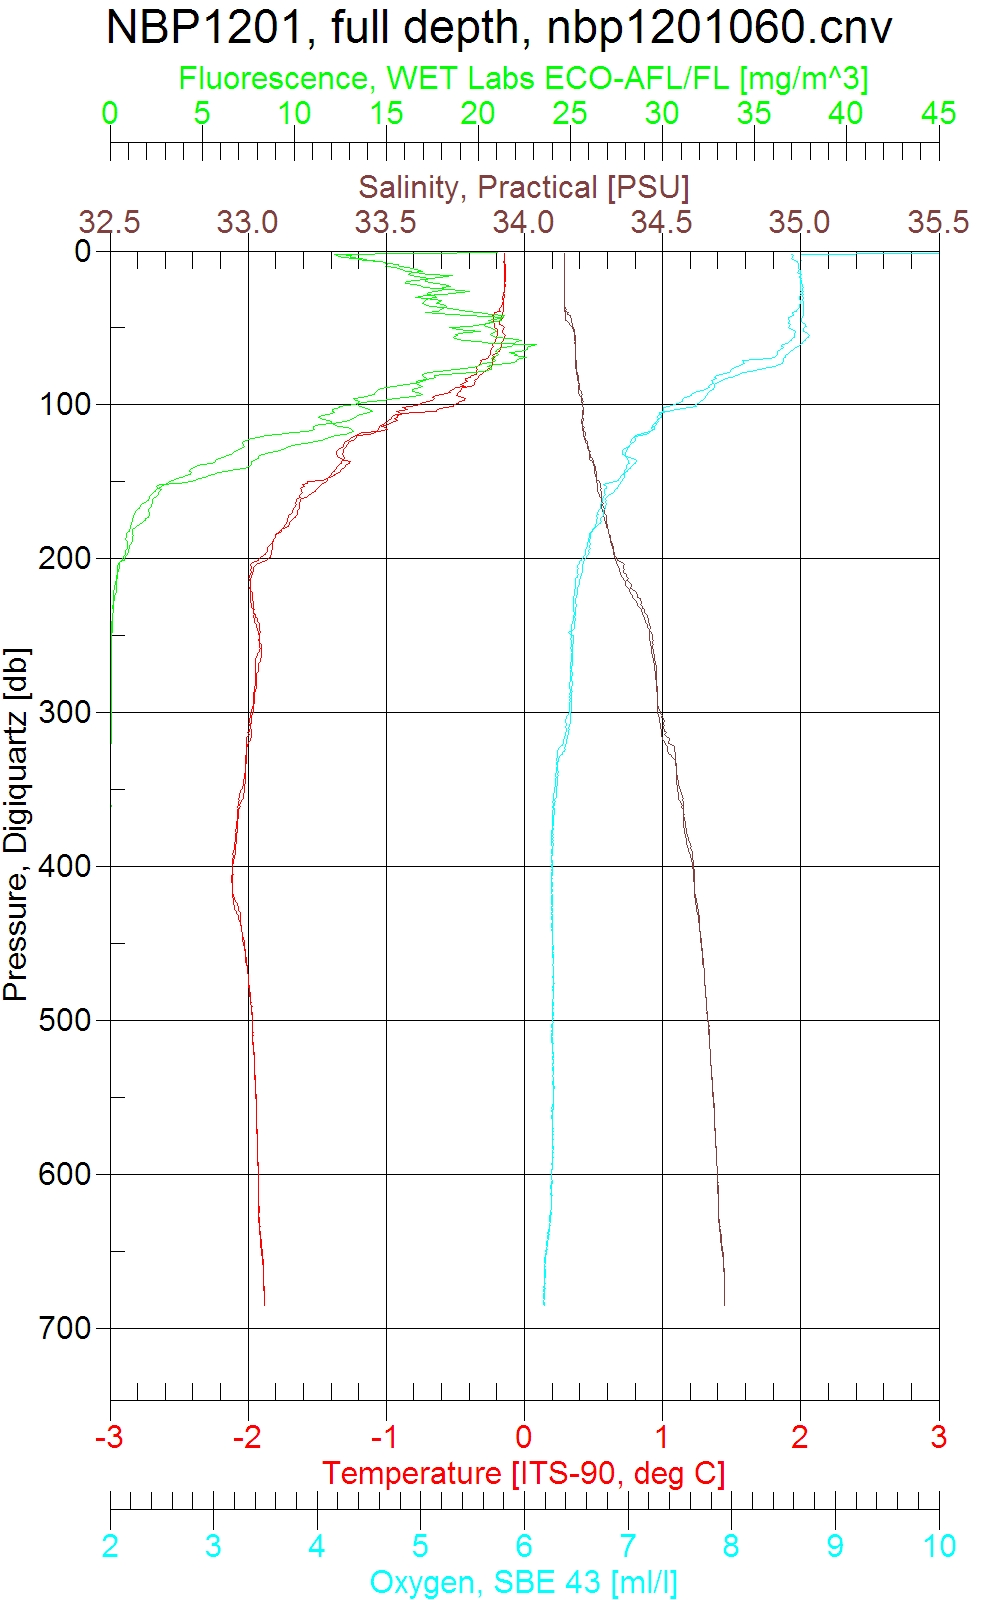 NBP1201, full depth, nbp1201060.cnv
Fluorescence, WET Labs ECO-AFL/FL [mg/m^3]
0 5 10 15 20 25 30 35 40 45
Salinity, Practical [PSU]
32.5 33.0 33.5 34.0 34.5 35.0 35.5
0
100
200
300
400
500
600
700
Pressure, Digiquartz [db]
-3 -2 -1 0 1 2 3
Temperature [ITS-90, deg C]
2 3 4 5 6 7 8 9 10
Oxygen, SBE 43 [ml/l]